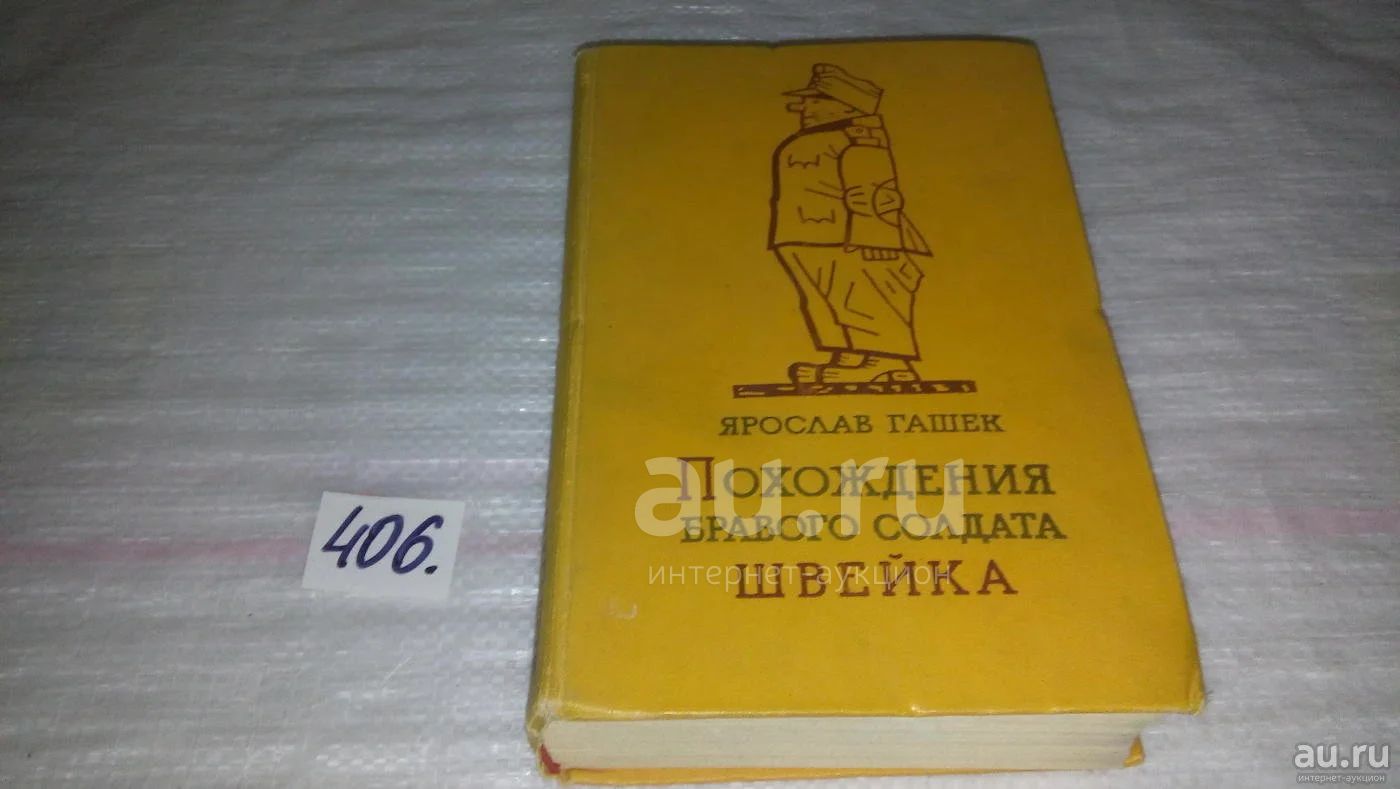 406.
ЯРОСЛАВ ГАШЕК
ПОХОЖДЕНИЯ
БРАВОГО СОЛДАТА
ШВЕЙКА
au.ru
интернет-аукцион
au.ru
интернет-аукцион